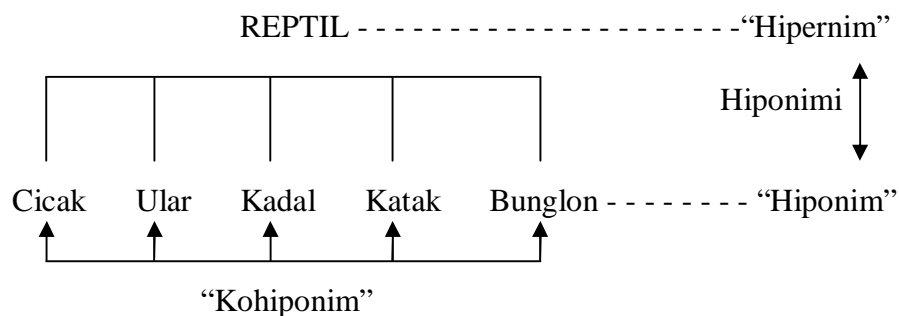 REPTIL - - - - - - - - - - - - - - - - - - - - - -“Hipernim”
Hiponimi
Cicak Ular Kadal Katak Bunglon - - - - - - - - “Hiponim”
“Kohiponim”